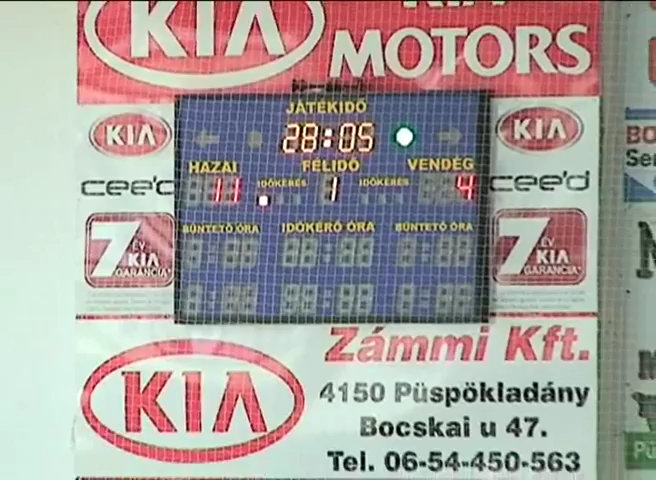 KIA
KIA
MOTORS
JÁTÉKIDŐ
KIA
28:05
KIA
HAZAI
FÉLIDŐ
VENDÉG
cee'd
11
IDŐKÉRÉS
1
IDŐKÉRÉS
4
cee'd
BÜNTETŐ ÓRA
IDŐKÉRŐ ÓRA
BÜNTETŐ ÓRA
7 ÉV
KIA
GARANCIA*
7 ÉV
KIA
GARANCIA*
Zámmi Kft.
KIA
4150 Püspökladány
Bocskai u 47.
Tel. 06-54-450-563